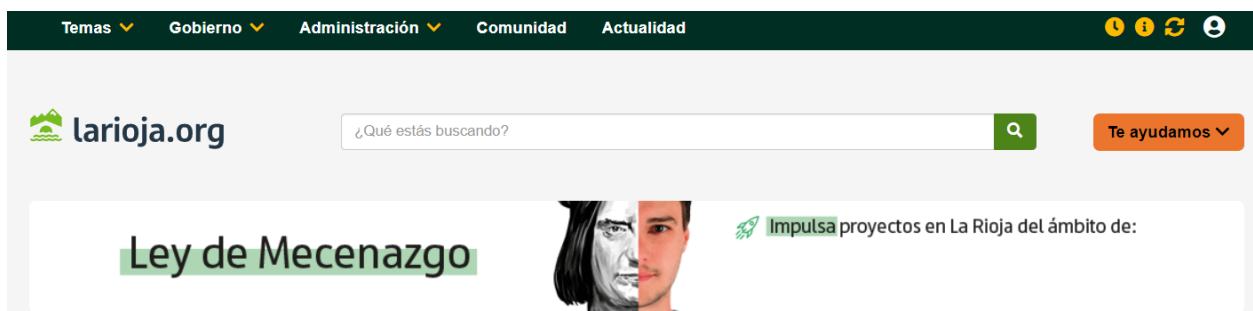 Temas Gobierno Administración Comunidad Actualidad
larioja.org ¿Qué estás buscando? Te ayudamos
Ley de Mecenazgo
Impulsa proyectos en La Rioja del ámbito de: